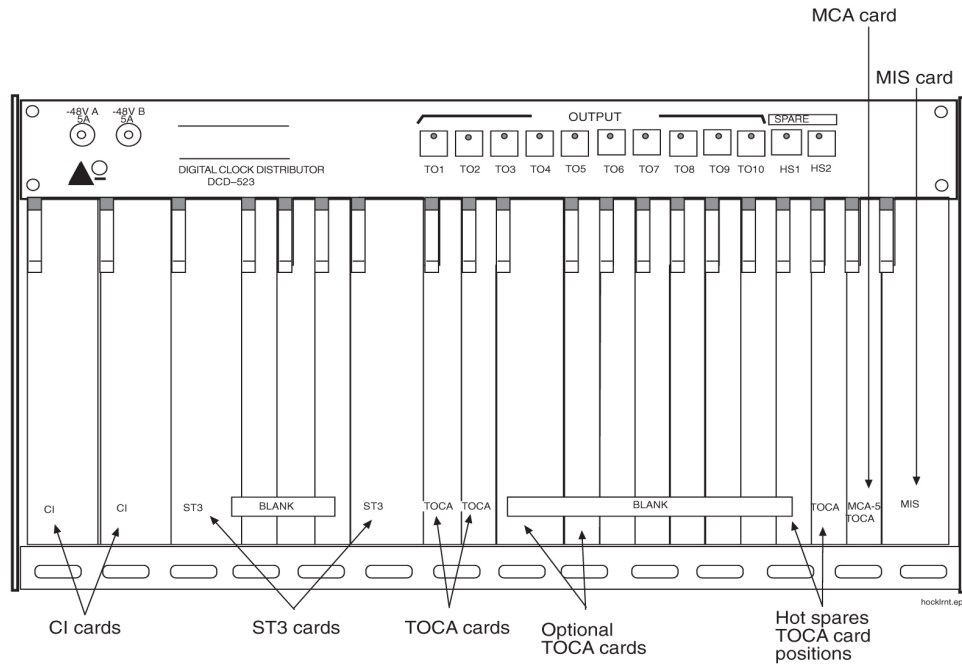 MCA card
MIS card
-48V A
5A
-48V B
5A
OUTPUT
SPARE
TO1 TO2 TO3 TO4 TO5 TO6 TO7 TO8 TO9 TO10 HS1 HS2
DIGITAL CLOCK DISTRIBUTOR
DCD–523
CI
CI
ST3
BLANK
ST3
TOCA
TOCA
BLANK
TOCA
MCA-5
TOCA
MIS
CI cards
ST3 cards
TOCA cards
Optional
TOCA cards
Hot spares
TOCA card
positions
hocklrnt.ep